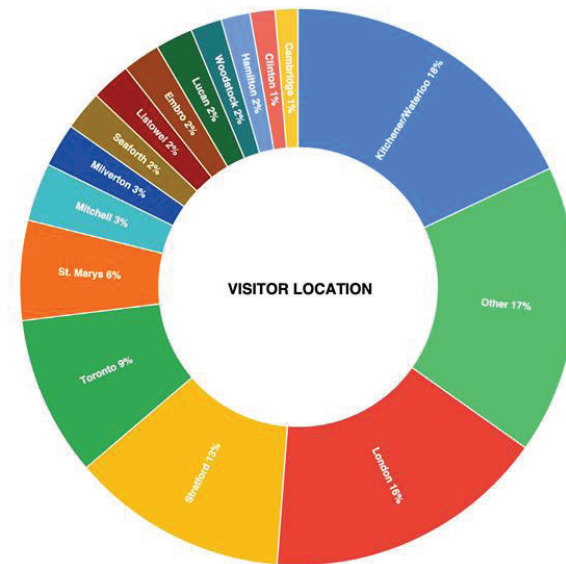 VISITOR LOCATION
Kitchener/Waterloo 18%
Other 17%
London 16%
Stratford 13%
Toronto 9%
St. Marys 6%
Mitchell 3%
Milverton 3%
Seaforth 2%
Listowel 2%
Embro 2%
Lucan 2%
Woodstock 2%
Hamilton 2%
Clinton 1%
Cambridge 1%